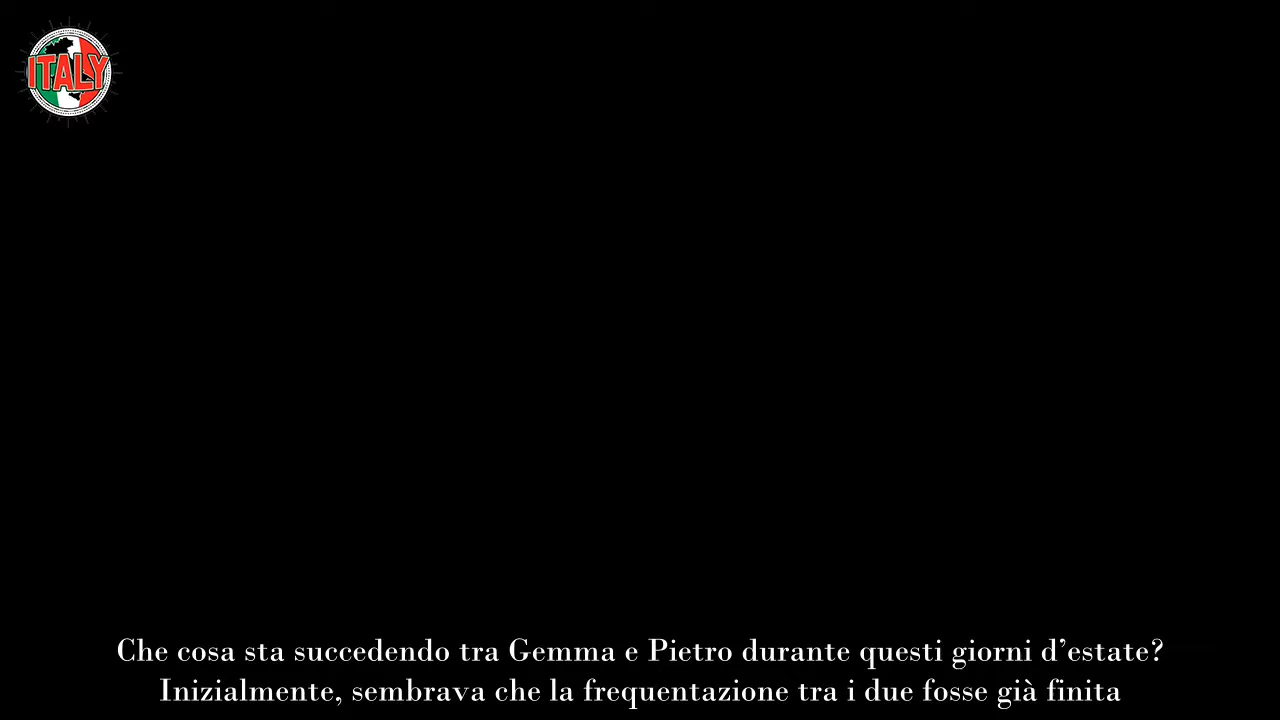 ITALY
Che cosa sta succedendo tra Gemma e Pietro durante questi giorni d’estate?
Inizialmente, sembrava che la frequentazione tra i due fosse già finita